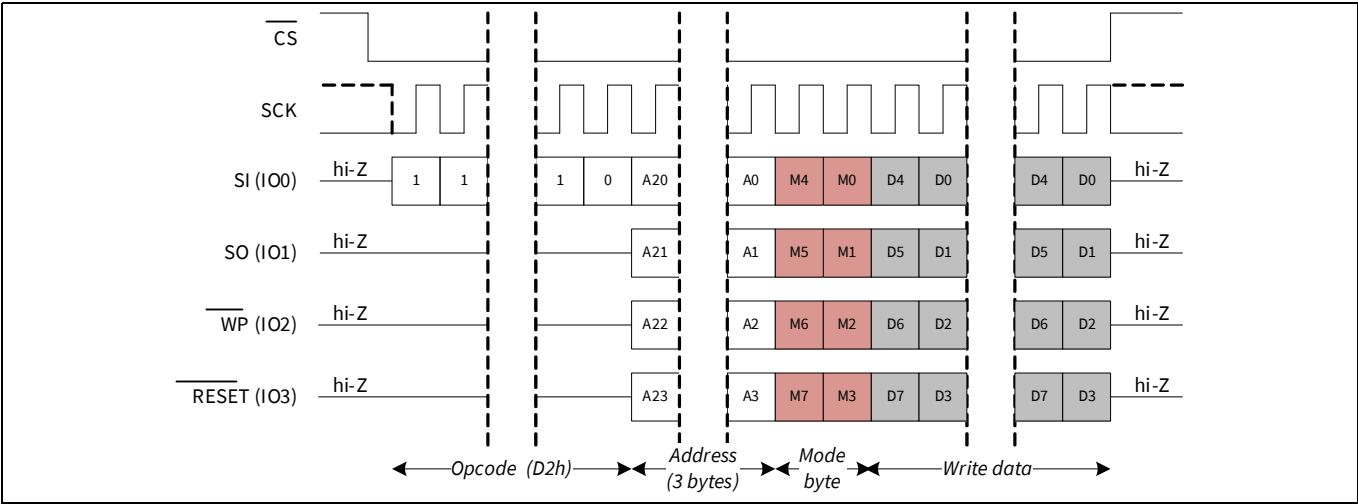 CS
SCK
SI (IO0) hi-Z 1 1 1 0 A20 A0 M4 M0 D4 D0 D4 D0 hi-Z
SO (IO1) hi-Z A21 A1 M5 M1 D5 D1 D5 D1 hi-Z
WP (IO2) hi-Z A22 A2 M6 M2 D6 D2 D6 D2 hi-Z
RESET (IO3) hi-Z A23 A3 M7 M3 D7 D3 D7 D3 hi-Z
Opcode (D2h) Address Mode Write data
(3 bytes) byte